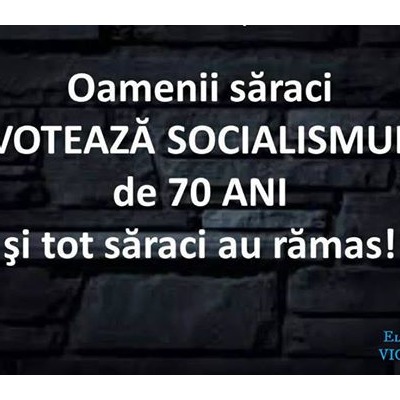 Oamenii săraci
VOTEAZĂ SOCIALISMUL
de 70 ANI
şi tot săraci au rămas!